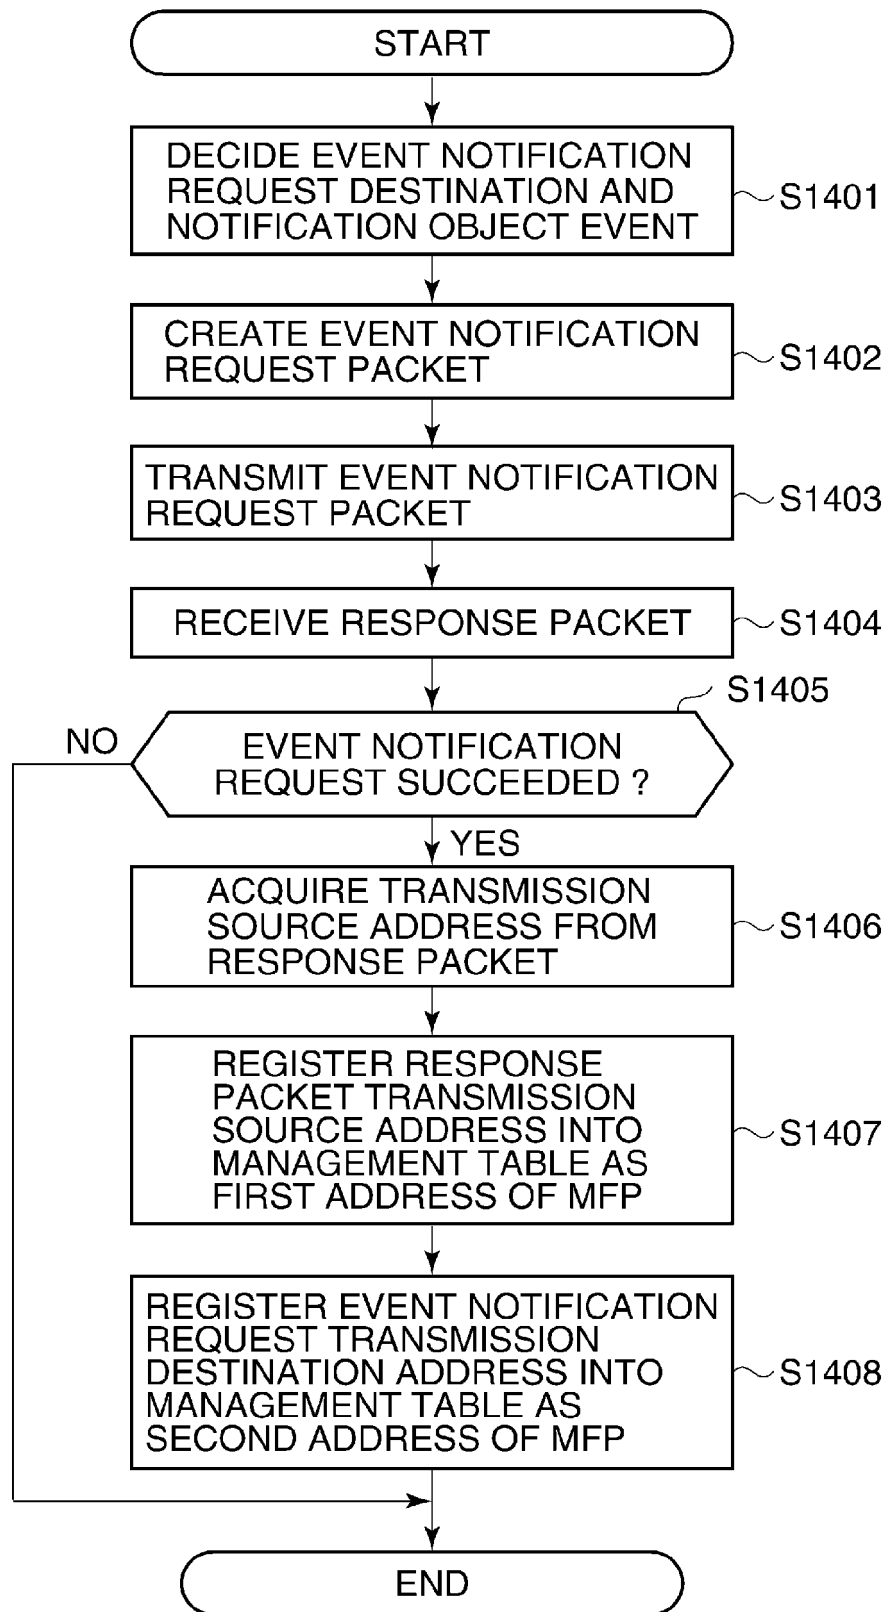 START
DECIDE EVENT NOTIFICATION
REQUEST DESTINATION AND
NOTIFICATION OBJECT EVENT
S1401
CREATE EVENT NOTIFICATION
REQUEST PACKET
S1402
TRANSMIT EVENT NOTIFICATION
REQUEST PACKET
S1403
RECEIVE RESPONSE PACKET
S1404
S1405
NO
EVENT NOTIFICATION
REQUEST SUCCEEDED ?
YES
ACQUIRE TRANSMISSION
SOURCE ADDRESS FROM
RESPONSE PACKET
S1406
REGISTER RESPONSE
PACKET TRANSMISSION
SOURCE ADDRESS INTO
MANAGEMENT TABLE AS
FIRST ADDRESS OF MFP
S1407
REGISTER EVENT NOTIFICATION
REQUEST TRANSMISSION
DESTINATION ADDRESS INTO
MANAGEMENT TABLE AS
SECOND ADDRESS OF MFP
S1408
END